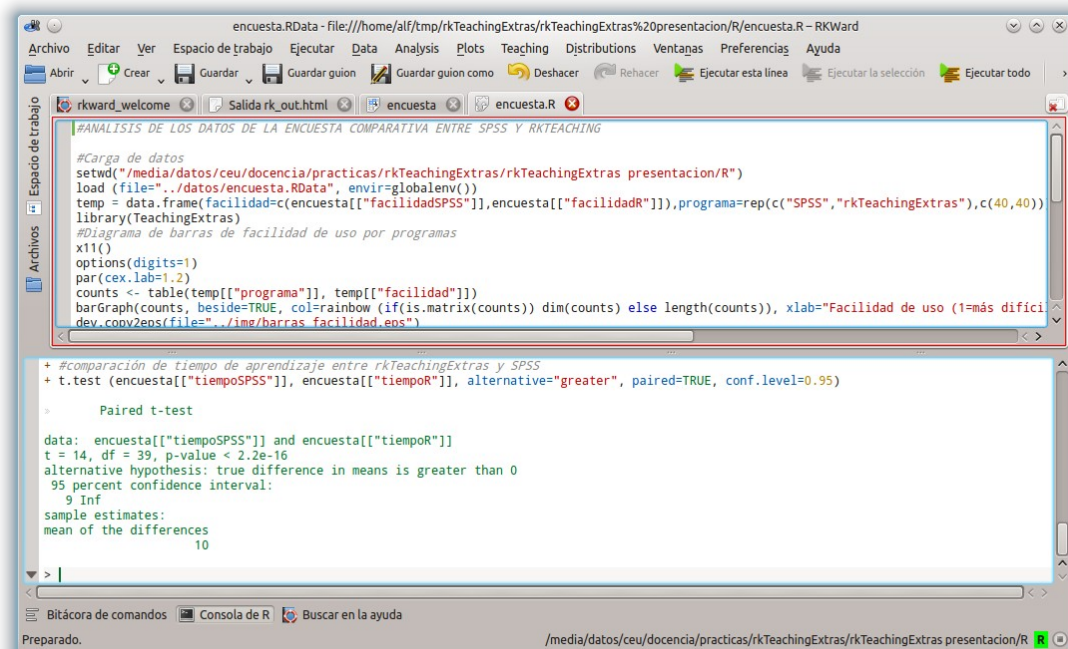 encuesta.RData - file:///home/alf/tmp/rkTeachingExtras/rkTeachingExtras%20presentacion/R/encuesta.R – RKWard
Archivo Editar Ver Espacio de trabajo Ejecutar Data Analysis Plots Teaching Distributions Ventanas Preferencias Ayuda
Abrir Crear Guardar Guardar guion Guardar guion como Deshacer Rehacer Ejecutar esta línea Ejecutar la selección Ejecutar todo
rkward_welcome Salida rk_out.html encuesta encuesta.R
Espacio de trabajo
Archivos
#ANALISIS DE LOS DATOS DE LA ENCUESTA COMPARATIVA ENTRE SPSS Y RKTEACHING
#Carga de datos
setwd("/media/datos/ceu/docencia/practicas/rkTeachingExtras/rkTeachingExtras presentacion/R")
load (file="../datos/encuesta.RData", envir=globalenv())
temp = data.frame(facilidad=c(encuesta[["facilidadSPSS"]],encuesta[["facilidadR"]]),programa=rep(c("SPSS","rkTeachingExtras"),c(40,40))
library(TeachingExtras)
#Diagrama de barras de facilidad de uso por programas
x11()
options(digits=1)
par(cex.lab=1.2)
counts <- table(temp[["programa"]], temp[["facilidad"]])
barGraph(counts, beside=TRUE, col=rainbow (if(is.matrix(counts)) dim(counts) else length(counts)), xlab="Facilidad de uso (1=más difíci
dev.copy2eps(file="../img/barras_facilidad.eps")
+ #comparación de tiempo de aprendizaje entre rkTeachingExtras y SPSS
+ t.test (encuesta[["tiempoSPSS"]], encuesta[["tiempoR"]], alternative="greater", paired=TRUE, conf.level=0.95)
> Paired t-test
data: encuesta[["tiempoSPSS"]] and encuesta[["tiempoR"]]
t = 14, df = 39, p-value < 2.2e-16
alternative hypothesis: true difference in means is greater than 0
95 percent confidence interval:
9 Inf
sample estimates:
mean of the differences
10
>
Bitácora de comandos Consola de R Buscar en la ayuda
Preparado. /media/datos/ceu/docencia/practicas/rkTeachingExtras/rkTeachingExtras presentacion/R R